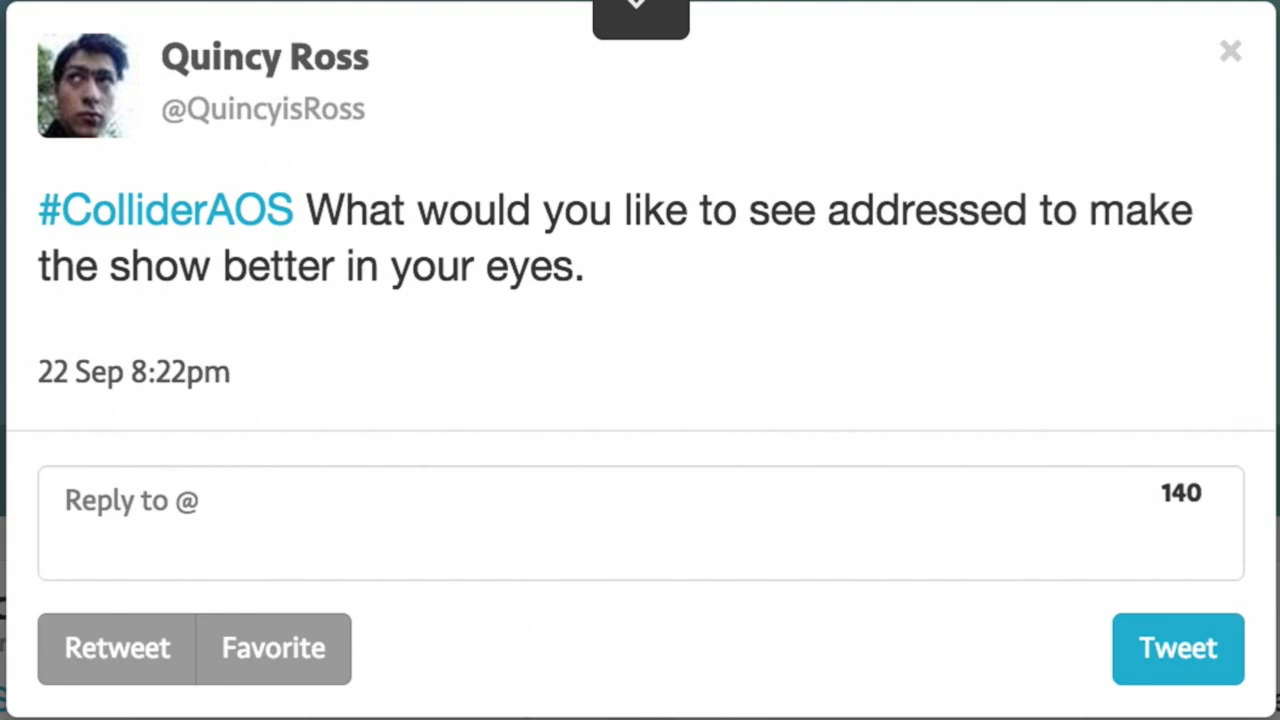 Quincy Ross
@QuincyisRoss
#ColliderAOS What would you like to see addressed to make
the show better in your eyes.
22 Sep 8:22pm
Reply to @
140
Retweet
Favorite
Tweet